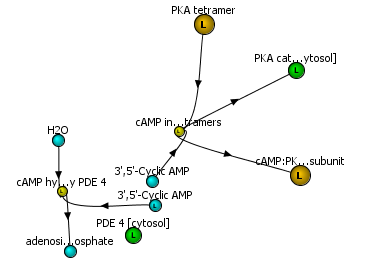 PKA tetramer
L
PKA cat...ytosol]
L
cAMP in...tramers
L
H2O
L
cAMP:PK...subunit
L
3',5'-Cyclic AMP
L
cAMP hy...y PDE 4
L
3',5'-Cyclic AMP
L
PDE 4 [cytosol]
L
adenosi...osphate
L